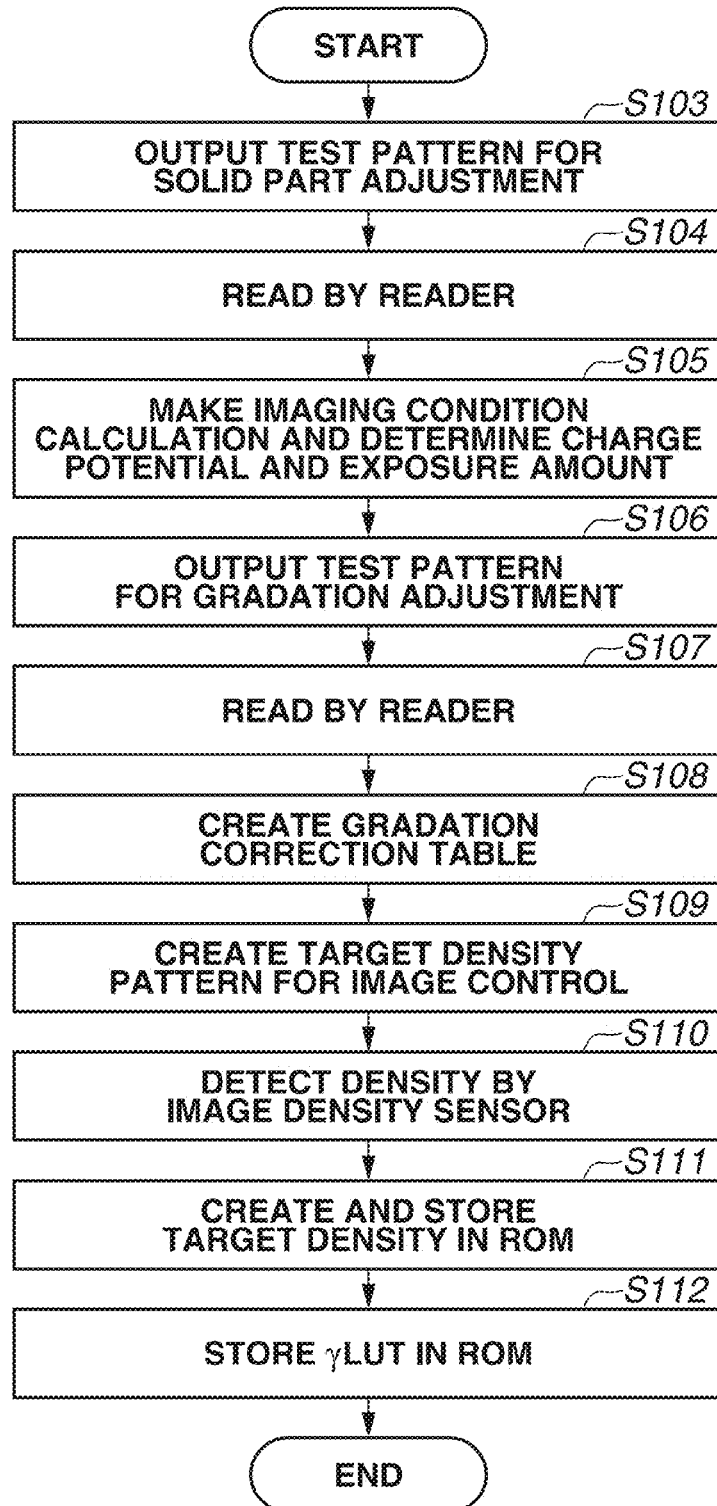 START
S103
OUTPUT TEST PATTERN FOR
SOLID PART ADJUSTMENT
S104
READ BY READER
S105
MAKE IMAGING CONDITION
CALCULATION AND DETERMINE CHARGE
POTENTIAL AND EXPOSURE AMOUNT
S106
OUTPUT TEST PATTERN
FOR GRADATION ADJUSTMENT
S107
READ BY READER
S108
CREATE GRADATION
CORRECTION TABLE
S109
CREATE TARGET DENSITY
PATTERN FOR IMAGE CONTROL
S110
DETECT DENSITY BY
IMAGE DENSITY SENSOR
S111
CREATE AND STORE
TARGET DENSITY IN ROM
S112
STORE γLUT IN ROM
END